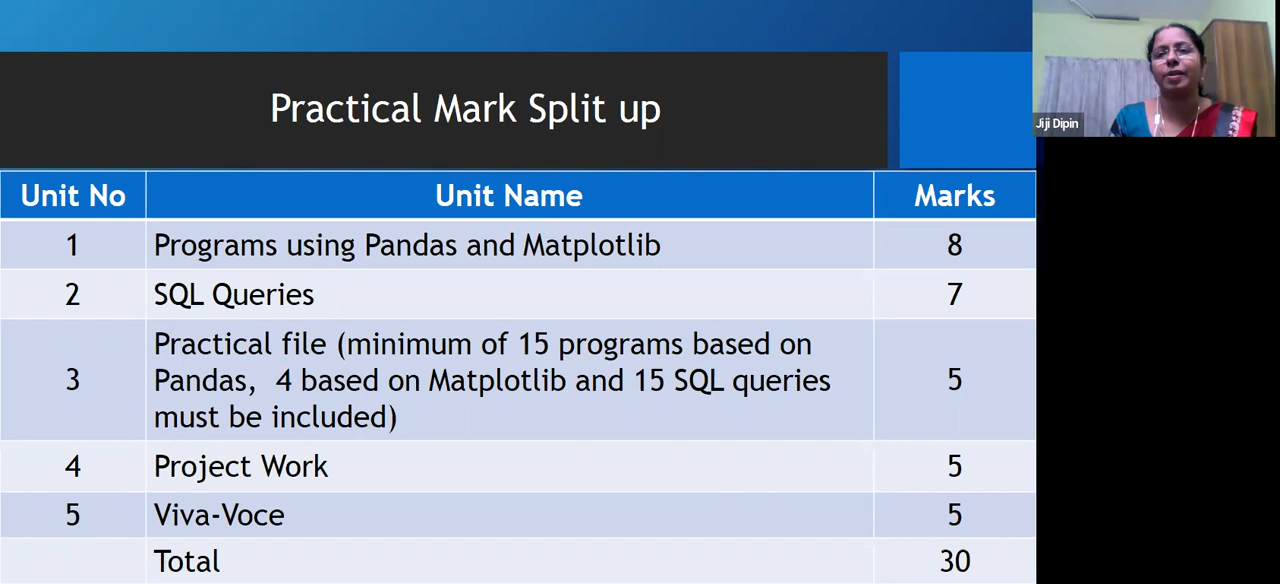 Practical Mark Split up
Jiji Dipin
Unit No Unit Name Marks
1 Programs using Pandas and Matplotlib 8
2 SQL Queries 7
3 Practical file (minimum of 15 programs based on
Pandas, 4 based on Matplotlib and 15 SQL queries
must be included) 5
4 Project Work 5
5 Viva-Voce 5
Total 30